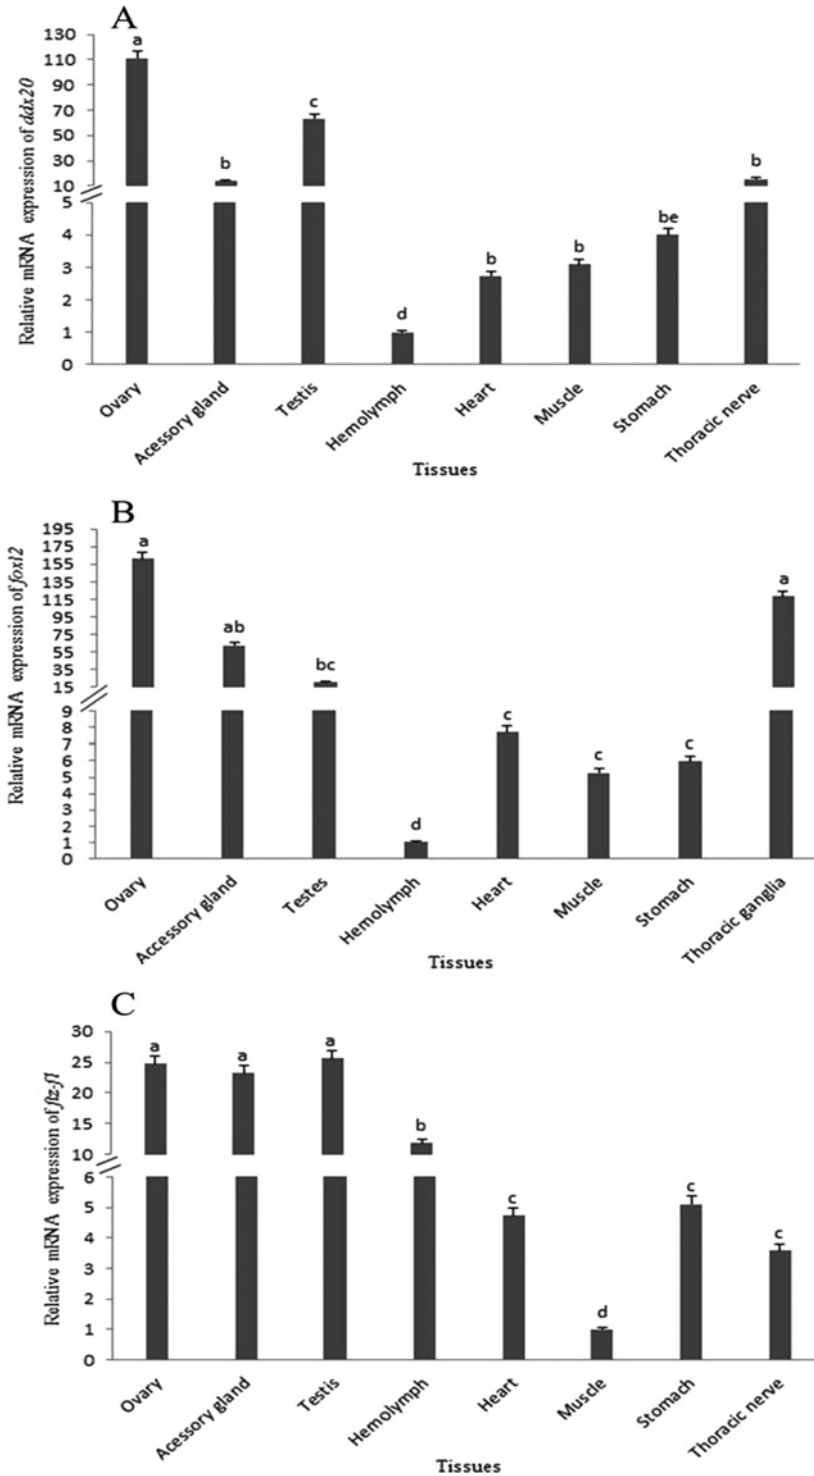 A
Relative mRNA expression of ddx20
130
110
90
70
50
30
10
5
4
3
2
1
0
a
b
c
d
b
b
be
b
Ovary
Acessory gland
Testis
Hemolymph
Heart
Muscle
Stomach
Thoracic nerve
Tissues
B
Relative mRNA expression of foxl2
195
175
155
135
115
95
75
55
35
15
9
8
7
6
5
4
3
2
1
0
a
ab
bc
d
c
c
c
a
Ovary
Accessory gland
Testes
Hemolymph
Heart
Muscle
Stomach
Thoracic ganglia
Tissues
C
Relative mRNA expression of ftz-f1
30
25
20
15
10
6
5
4
3
2
1
0
a
a
a
b
c
d
c
c
Ovary
Acessory gland
Testis
Hemolymph
Heart
Muscle
Stomach
Thoracic nerve
Tissues